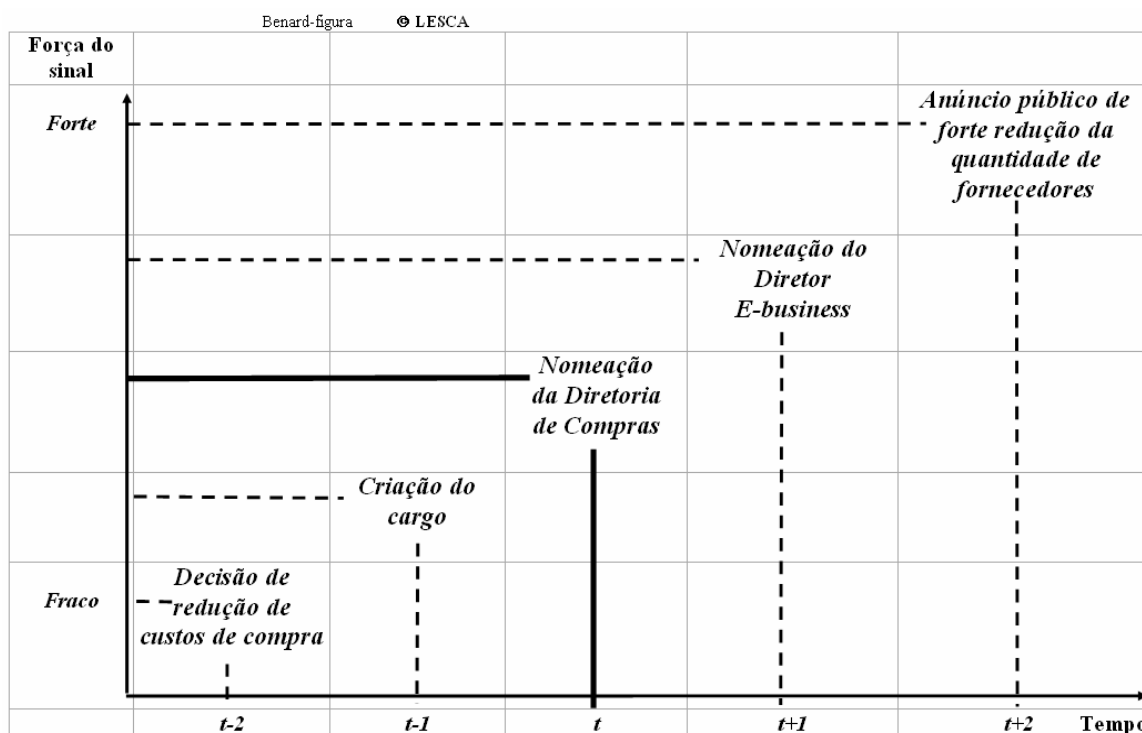 Benard-figura © LESCA
Força do
sinal
Forte
Anúncio público de
forte redução da
quantidade de
fornecedores
Nomeação do
Diretor
E-business
Nomeação
da Diretoria
de Compras
Criação do
cargo
Fraco
Decisão de
redução de
custos de compra
t-2 t-1 t t+1 t+2 Tempo